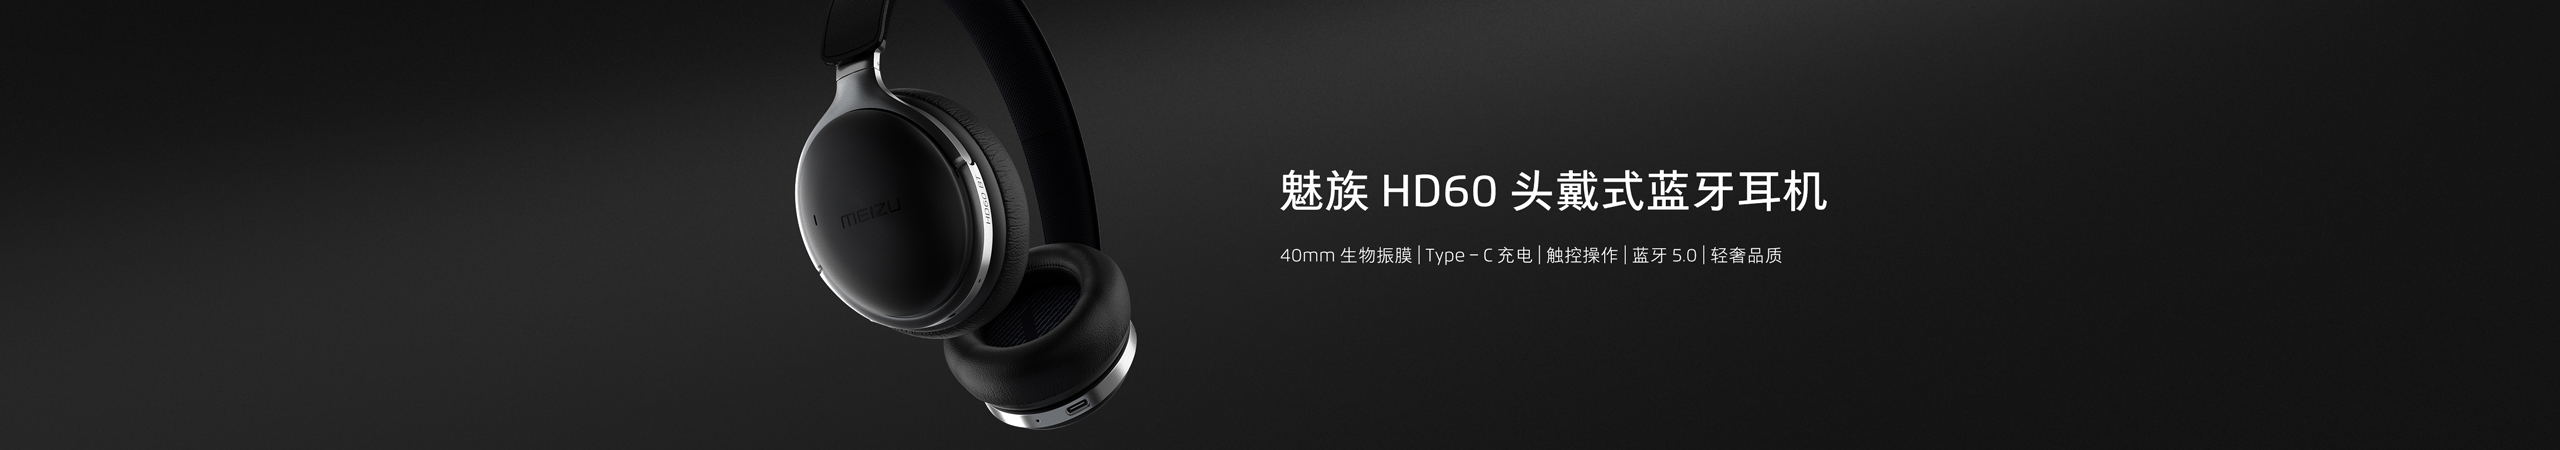 MEIZU
魅族 HD60 头戴式蓝牙耳机
40mm 生物振膜 | Type - C 充电 | 触控操作 | 蓝牙 5.0 | 轻奢品质